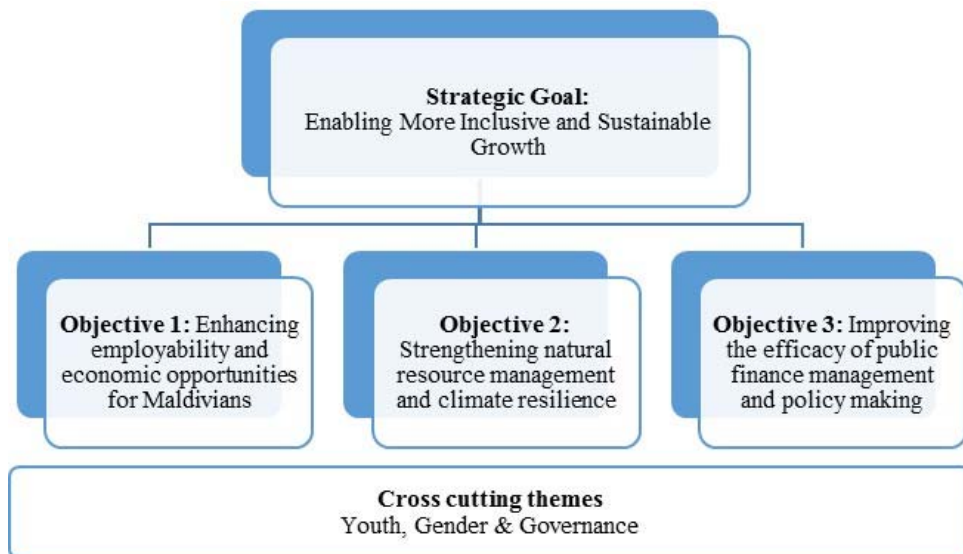 Strategic Goal:
Enabling More Inclusive and Sustainable
Growth
Objective 1: Enhancing
employability and
economic opportunities
for Maldivians
Objective 2:
Strengthening natural
resource management
and climate resilience
Objective 3: Improving
the efficacy of public
finance management
and policy making
Cross cutting themes
Youth, Gender & Governance